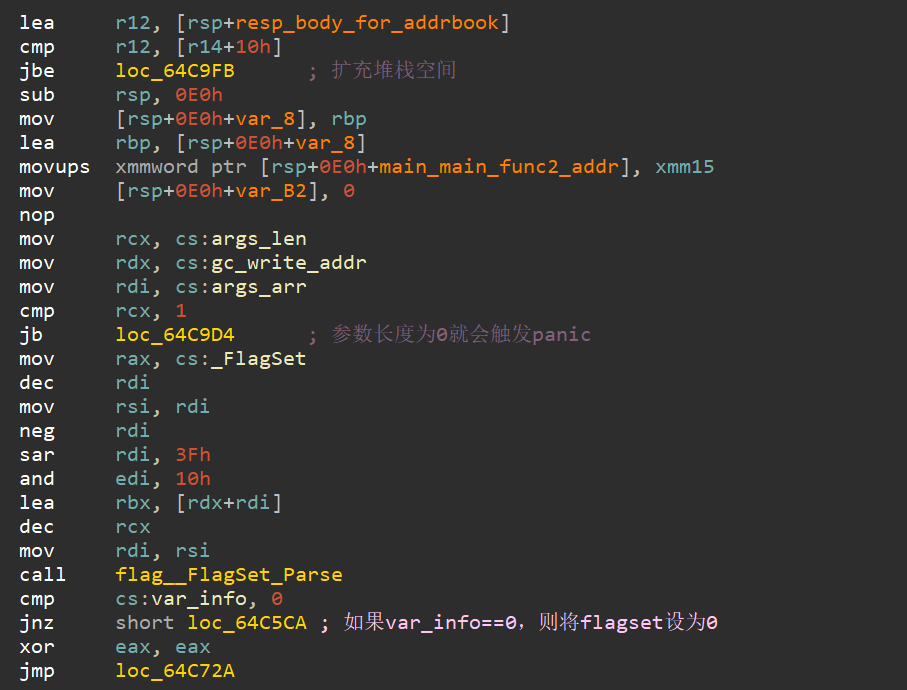 lea r12, [rsp+resp_body_for_addrbook]
cmp r12, [r14+10h]
jbe loc_64C9FB ; 扩充堆栈空间
sub rsp, 0E0h
mov [rsp+0E0h+var_8], rbp
lea rbp, [rsp+0E0h+var_8]
movups xmmword ptr [rsp+0E0h+main_main_func2_addr], xmm15
mov [rsp+0E0h+var_B2], 0
nop
mov rcx, cs:args_len
mov rdx, cs:gc_write_addr
mov rdi, cs:args_arr
cmp rcx, 1
jb loc_64C9D4 ; 参数长度为0就会触发panic
mov rax, cs:_FlagSet
dec rdi
mov rsi, rdi
neg rdi
sar rdi, 3Fh
and edi, 10h
lea rbx, [rdx+rdi]
dec rcx
mov rdi, rsi
call flag__FlagSet_Parse
cmp cs:var_info, 0
jnz short loc_64C5CA ; 如果var_info==0，则将flagset设为0
xor eax, eax
jmp loc_64C72A